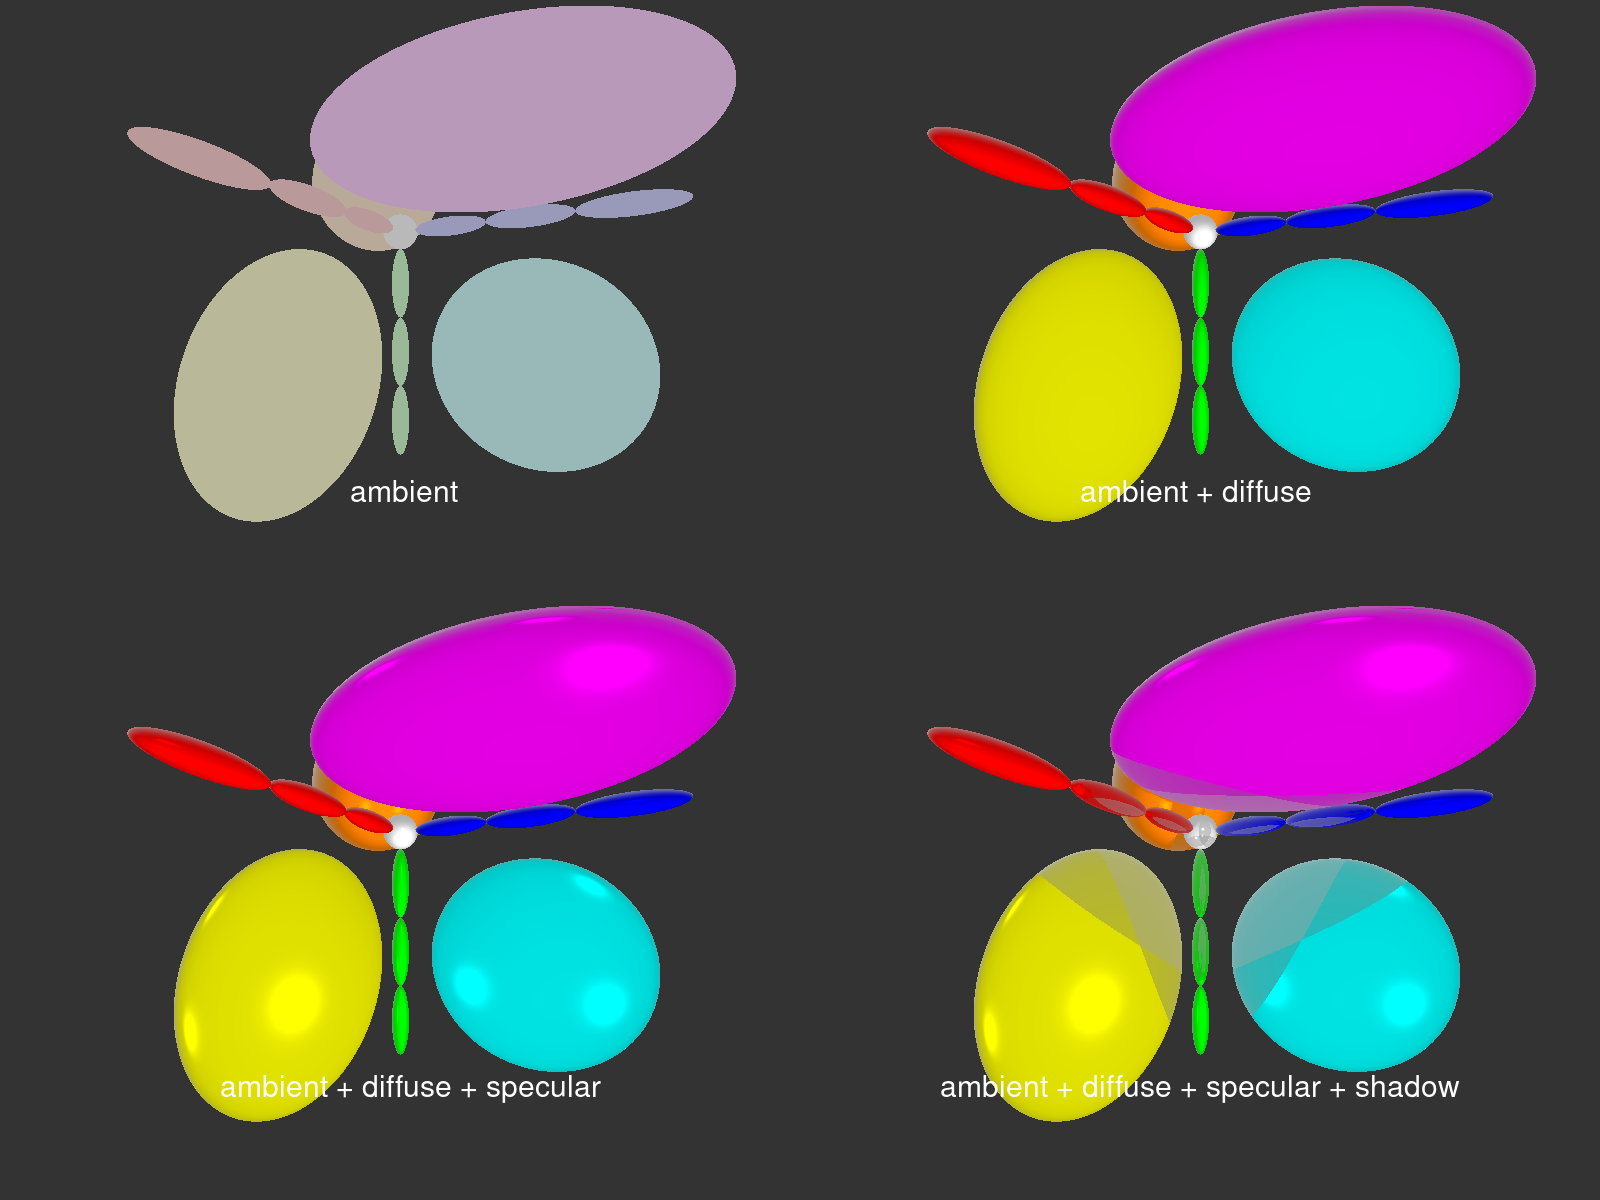 ambient
ambient + diffuse
ambient + diffuse + specular
ambient + diffuse + specular + shadow